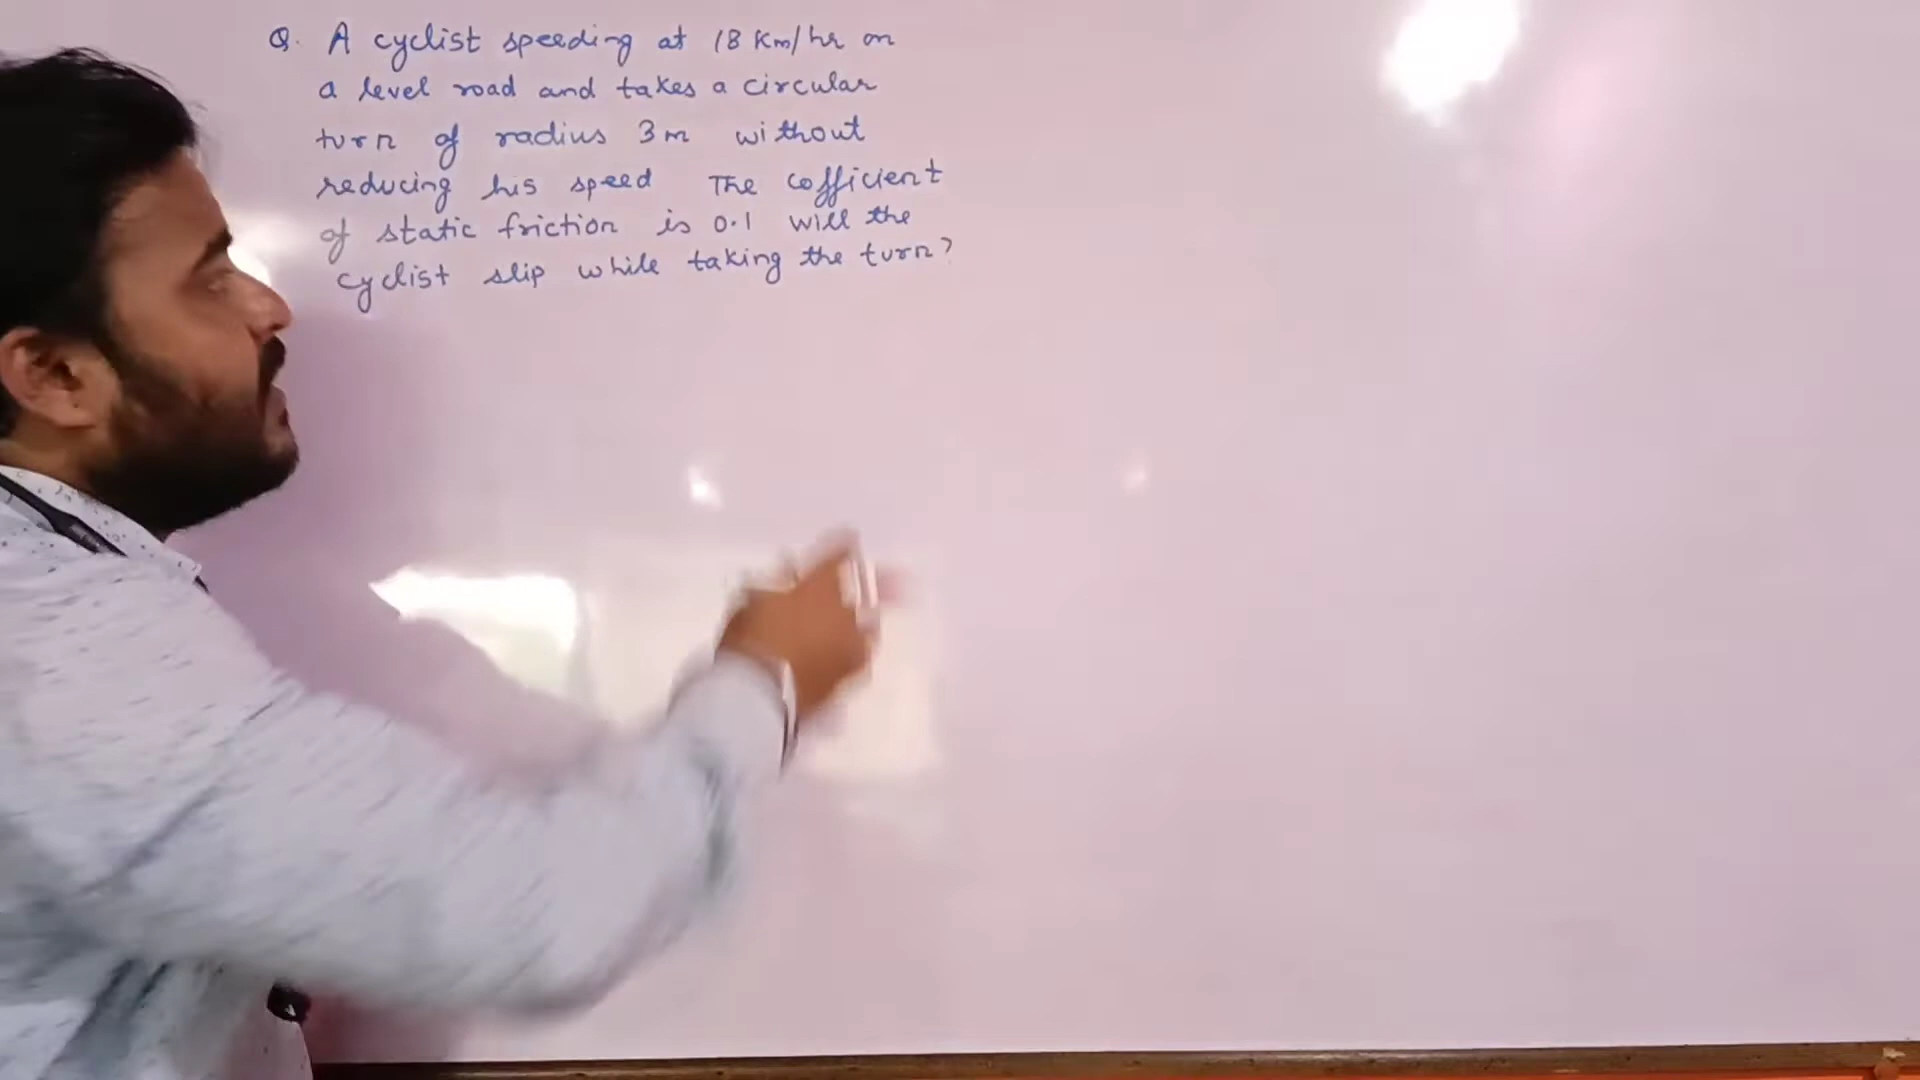 Q. A cyclist speeding at 18 Km/hr on
a level road and takes a circular
turn of radius 3m without
reducing his speed The cofficient
of static friction is 0.1 will the
cyclist slip while taking the turn?